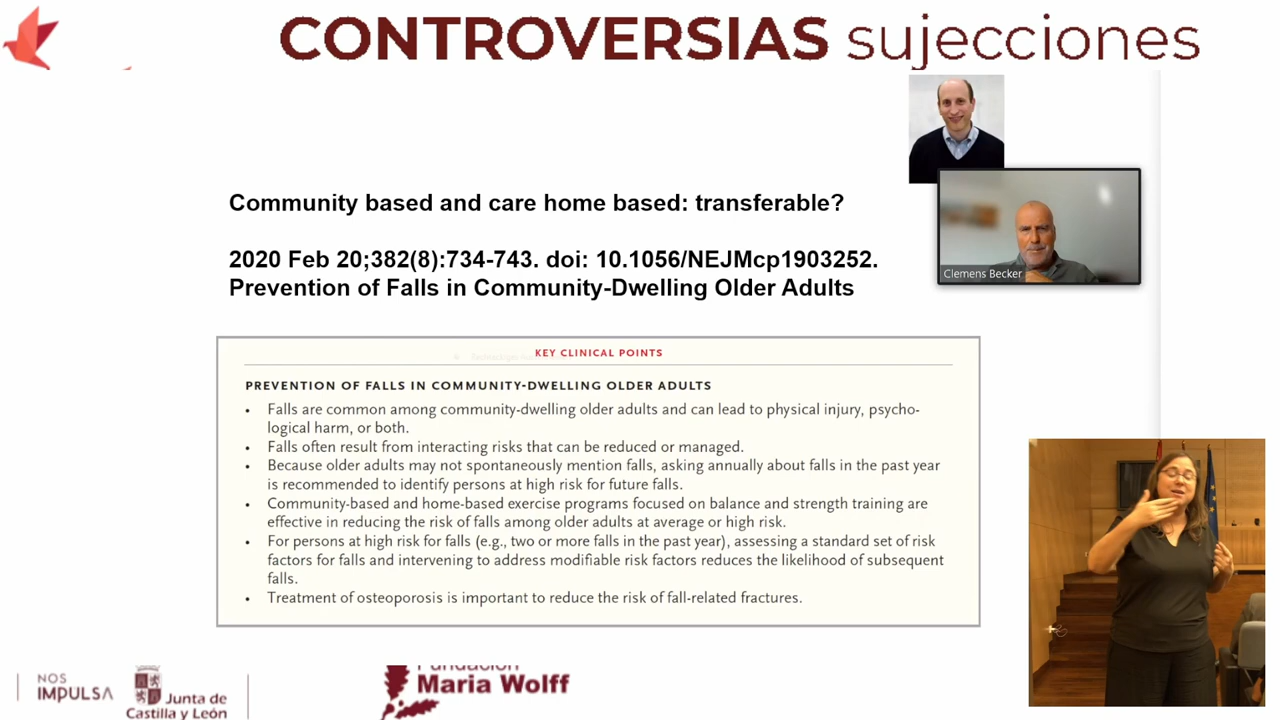 CONTROVERSIAS sujecciones
Community based and care home based: transferable?
2020 Feb 20;382(8):734-743. doi: 10.1056/NEJMcp1903252.
Prevention of Falls in Community-Dwelling Older Adults
Clemens Becker
KEY CLINICAL POINTS
PREVENTION OF FALLS IN COMMUNITY-DWELLING OLDER ADULTS
• Falls are common among community-dwelling older adults and can lead to physical injury, psycho-
logical harm, or both.
• Falls often result from interacting risks that can be reduced or managed.
• Because older adults may not spontaneously mention falls, asking annually about falls in the past year
is recommended to identify persons at high risk for future falls.
• Community-based and home-based exercise programs focused on balance and strength training are
effective in reducing the risk of falls among older adults at average or high risk.
• For persons at high risk for falls (e.g., two or more falls in the past year), assessing a standard set of risk
factors for falls and intervening to address modifiable risk factors reduces the likelihood of subsequent
falls.
• Treatment of osteoporosis is important to reduce the risk of fall-related fractures.
NOS
IMPULSA
Junta de
Castilla y León
Fundación
Maria Wolff